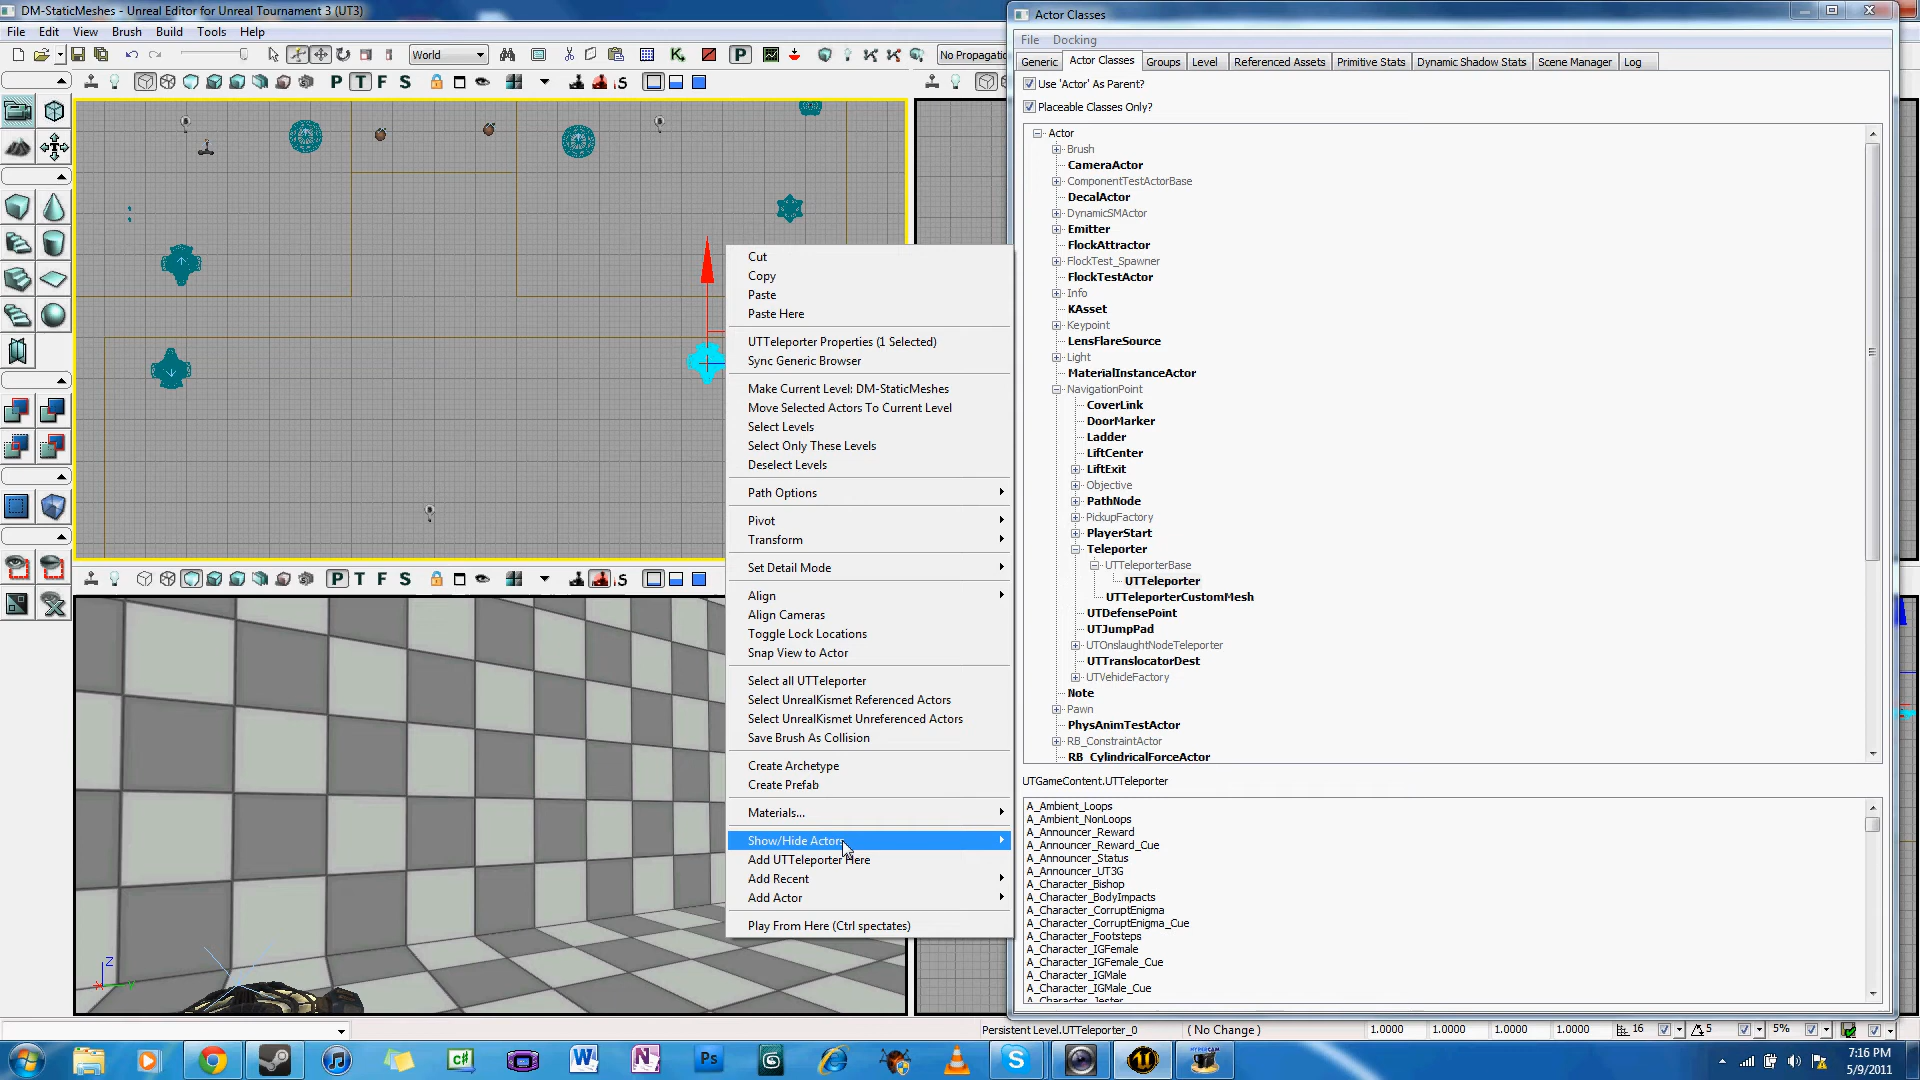 DM-StaticMeshes - Unreal Editor for Unreal Tournament 3 (UT3)
File Edit View Brush Build Tools Help
World
No Propagatio
P T F S
Cut
Copy
Paste
Paste Here
UTTeleporter Properties (1 Selected)
Sync Generic Browser
Make Current Level: DM-StaticMeshes
Move Selected Actors To Current Level
Select Levels
Select Only These Levels
Deselect Levels
Path Options
Pivot
Transform
Set Detail Mode
Align
Align Cameras
Toggle Lock Locations
Snap View to Actor
Select all UTTeleporter
Select UnrealKismet Referenced Actors
Select UnrealKismet Unreferenced Actors
Save Brush As Collision
Create Archetype
Create Prefab
Materials...
Show/Hide Actors
Add UTTeleporter Here
Add Recent
Add Actor
Play From Here (Ctrl spectates)
P T F S
Z
Actor Classes
File Docking
Generic Actor Classes Groups Level Referenced Assets Primitive Stats Dynamic Shadow Stats Scene Manager Log
Use 'Actor' As Parent?
Placeable Classes Only?
Actor
Brush
CameraActor
ComponentTestActorBase
DecalActor
DynamicSMActor
Emitter
FlockAttractor
FlockTest_Spawner
FlockTestActor
Info
KAsset
Keypoint
LensFlareSource
Light
MaterialInstanceActor
NavigationPoint
CoverLink
DoorMarker
Ladder
LiftCenter
LiftExit
Objective
PathNode
PickupFactory
PlayerStart
Teleporter
UTTeleporterBase
UTTeleporter
UTTeleporterCustomMesh
UTDefensePoint
UTJumpPad
UTOnslaughtNodeTeleporter
UTTranslocatorDest
UTVehicleFactory
Note
Pawn
PhysAnimTestActor
RB_ConstraintActor
RB_CylindricalForceActor
UTGameContent.UTTeleporter
A_Ambient_Loops
A_Ambient_NonLoops
A_Announcer_Reward
A_Announcer_Reward_Cue
A_Announcer_Status
A_Announcer_UT3G
A_Character_Bishop
A_Character_BodyImpacts
A_Character_CorruptEnigma
A_Character_CorruptEnigma_Cue
A_Character_Footsteps
A_Character_IGFemale
A_Character_IGFemale_Cue
A_Character_IGMale
A_Character_IGMale_Cue
A_Character_Jester
Persistent Level.UTTeleporter_0 ( No Change ) 1.0000 1.0000 1.0000 1.0000 16 5 5%
7:16 PM
5/9/2011